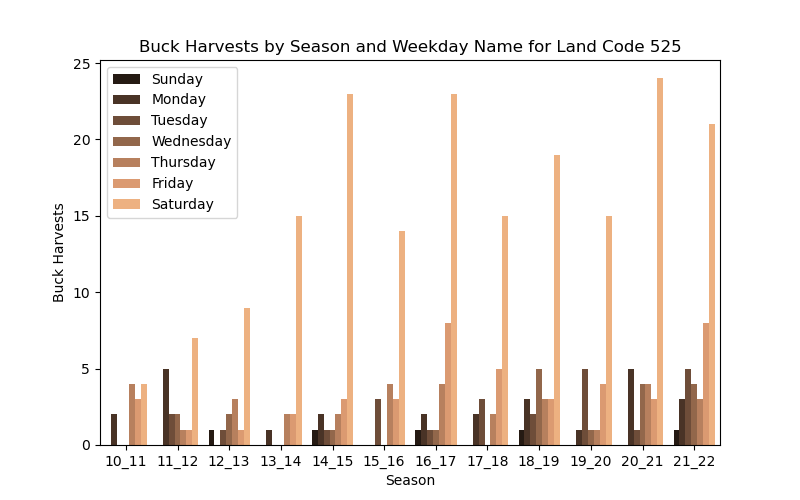 Buck Harvests by Season and Weekday Name for Land Code 525
25
20
15
10
5
0
Buck Harvests
Sunday
Monday
Tuesday
Wednesday
Thursday
Friday
Saturday
10_11 11_12 12_13 13_14 14_15 15_16 16_17 17_18 18_19 19_20 20_21 21_22
Season